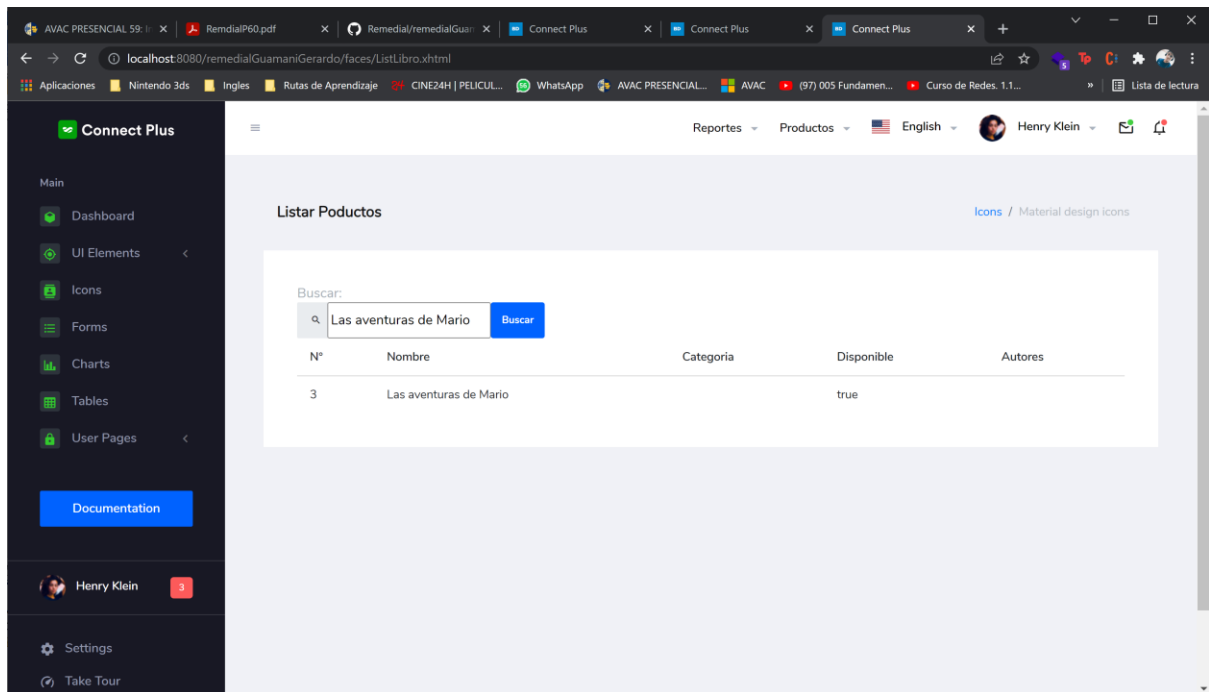 AVAC PRESENCIAL 59: In
RemdialP60.pdf
Remedial/remedialGuan
Connect Plus
Connect Plus
Connect Plus
localhost:8080/remedialGuamaniGerardo/faces/ListLibro.xhtml
Aplicaciones Nintendo 3ds Ingles Rutas de Aprendizaje CINE24H | PELICUL... WhatsApp AVAC PRESENCIAL... AVAC (97) 005 Fundamen... Curso de Redes. 1.1... » Lista de lectura
Connect Plus
Reportes Productos English Henry Klein
Main
Dashboard
UI Elements
Icons
Forms
Charts
Tables
User Pages
Documentation
Henry Klein 3
Settings
Take Tour
Listar Poductos
Icons / Material design icons
Buscar:
Las aventuras de Mario Buscar
N° Nombre Categoria Disponible Autores
3 Las aventuras de Mario true